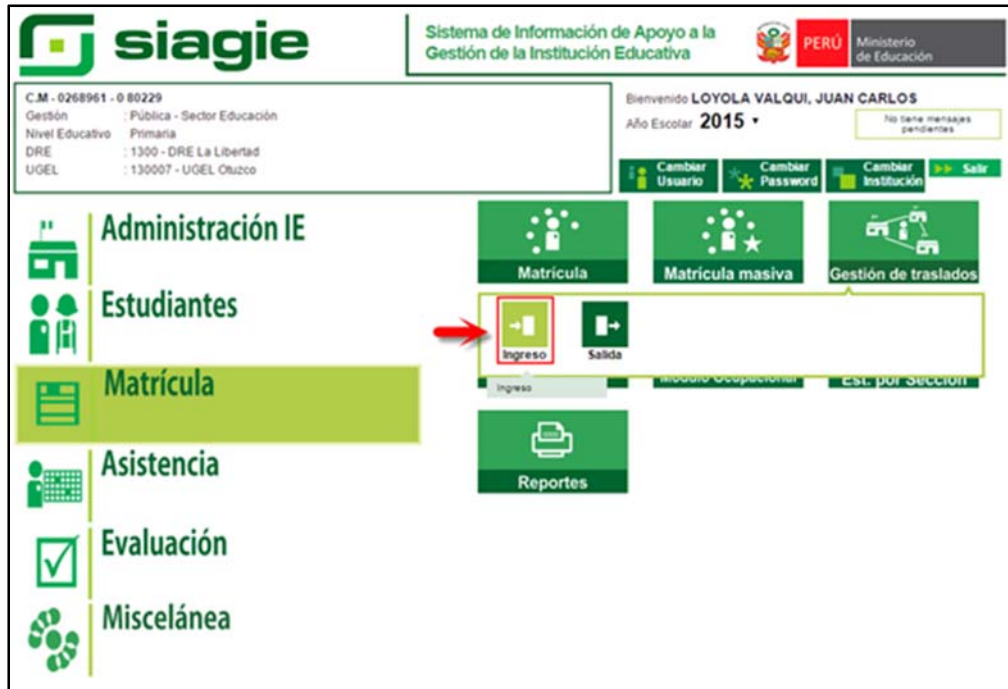 siagie
Sistema de Información de Apoyo a la
Gestión de la Institución Educativa
PERÚ
Ministerio
de Educación
C.M - 0268961 - 0 80229
Gestión : Pública - Sector Educación
Nivel Educativo Primaria
DRE : 1300 - DRE La Libertad
UGEL : 130007 - UGEL Otuzco
Bienvenido LOYOLA VALQUI, JUAN CARLOS
Año Escolar 2015
No tiene mensajes
pendientes
Cambiar
Usuario
Cambiar
Password
Cambiar
Institución
Salir
Administración IE
Estudiantes
Matrícula
Asistencia
Evaluación
Miscelánea
Matrícula
Matrícula masiva
Gestión de traslados
Ingreso
Salida
Ingreso
Módulo Ocupacional
Est. por Sección
Reportes